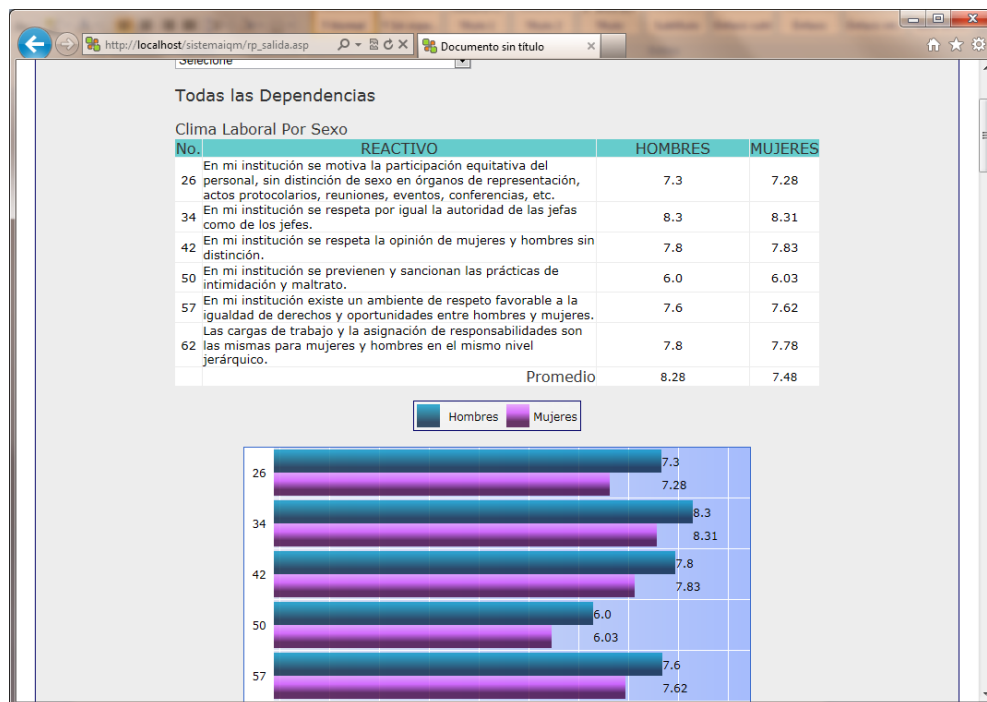 http://localhost/sistemaiqm/rp_salida.asp
Documento sin título
Selecione
Todas las Dependencias
Clima Laboral Por Sexo
No. REACTIVO HOMBRES MUJERES
En mi institución se motiva la participación equitativa del
26 personal, sin distinción de sexo en órganos de representación, 7.3 7.28
actos protocolarios, reuniones, eventos, conferencias, etc.
34 En mi institución se respeta por igual la autoridad de las jefas 8.3 8.31
como de los jefes.
42 En mi institución se respeta la opinión de mujeres y hombres sin 7.8 7.83
distinción.
50 En mi institución se previenen y sancionan las prácticas de 6.0 6.03
intimidación y maltrato.
57 En mi institución existe un ambiente de respeto favorable a la 7.6 7.62
igualdad de derechos y oportunidades entre hombres y mujeres.
Las cargas de trabajo y la asignación de responsabilidades son
62 las mismas para mujeres y hombres en el mismo nivel 7.8 7.78
jerárquico.
Promedio 8.28 7.48
Hombres Mujeres
26 7.3
7.28
34 8.3
8.31
42 7.8
7.83
50 6.0
6.03
57 7.6
7.62